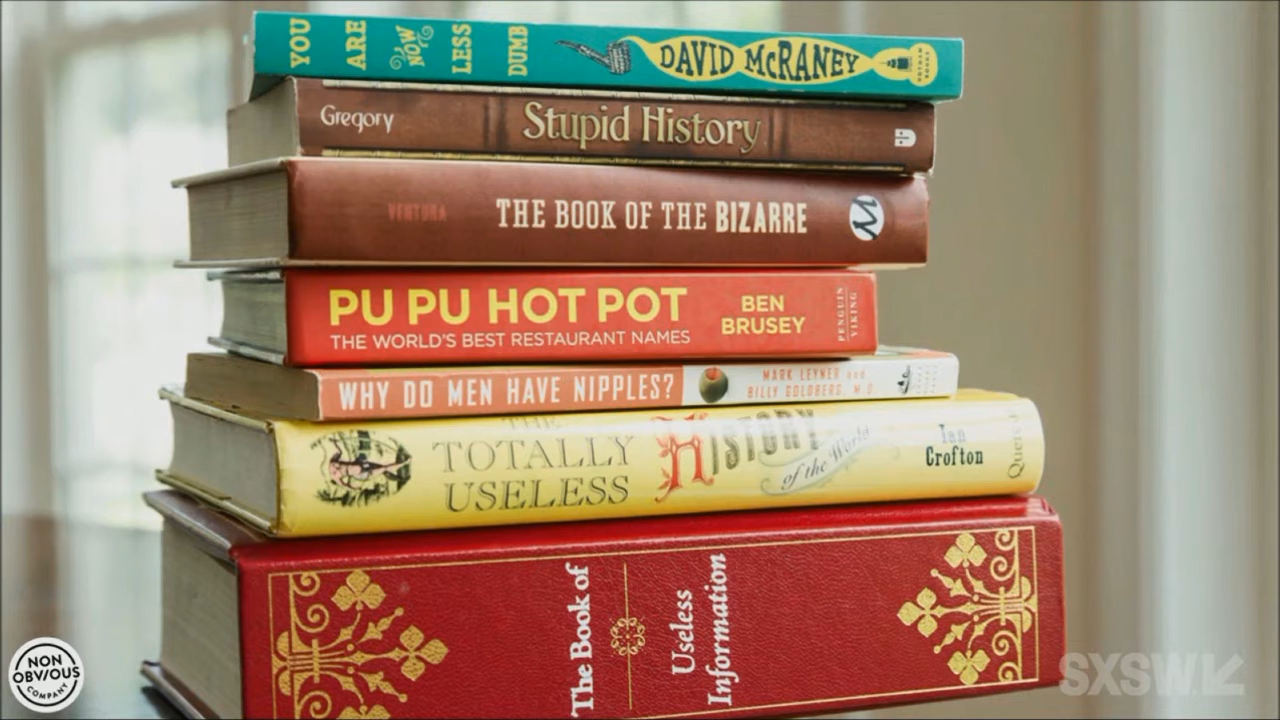 YOU ARE NOW LESS DUMB DAVID McRANEY
Gregory Stupid History
VENTURA THE BOOK OF THE BIZARRE
PU PU HOT POT BEN BRUSEY PENGUIN VIKING
THE WORLD'S BEST RESTAURANT NAMES
WHY DO MEN HAVE NIPPLES? MARK LEYNER and BILLY GOLDBERG, M.D.
THE TOTALLY USELESS HISTORY of the World Ian Crofton Quercus
The Book of Useless Information
NON OBVIOUS COMPANY
SXSW